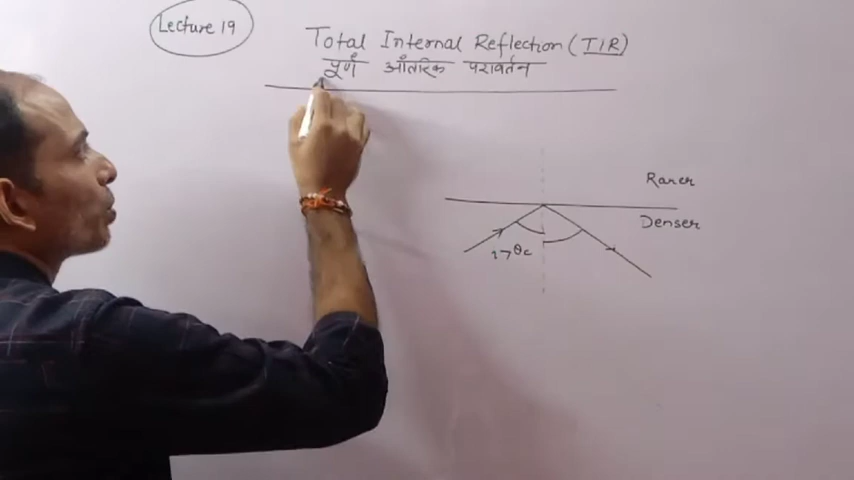 Lecture 19
Total Internal Reflection (TIR)
पूर्ण आंतरिक परावर्तन
Rarer
Denser
i>θc